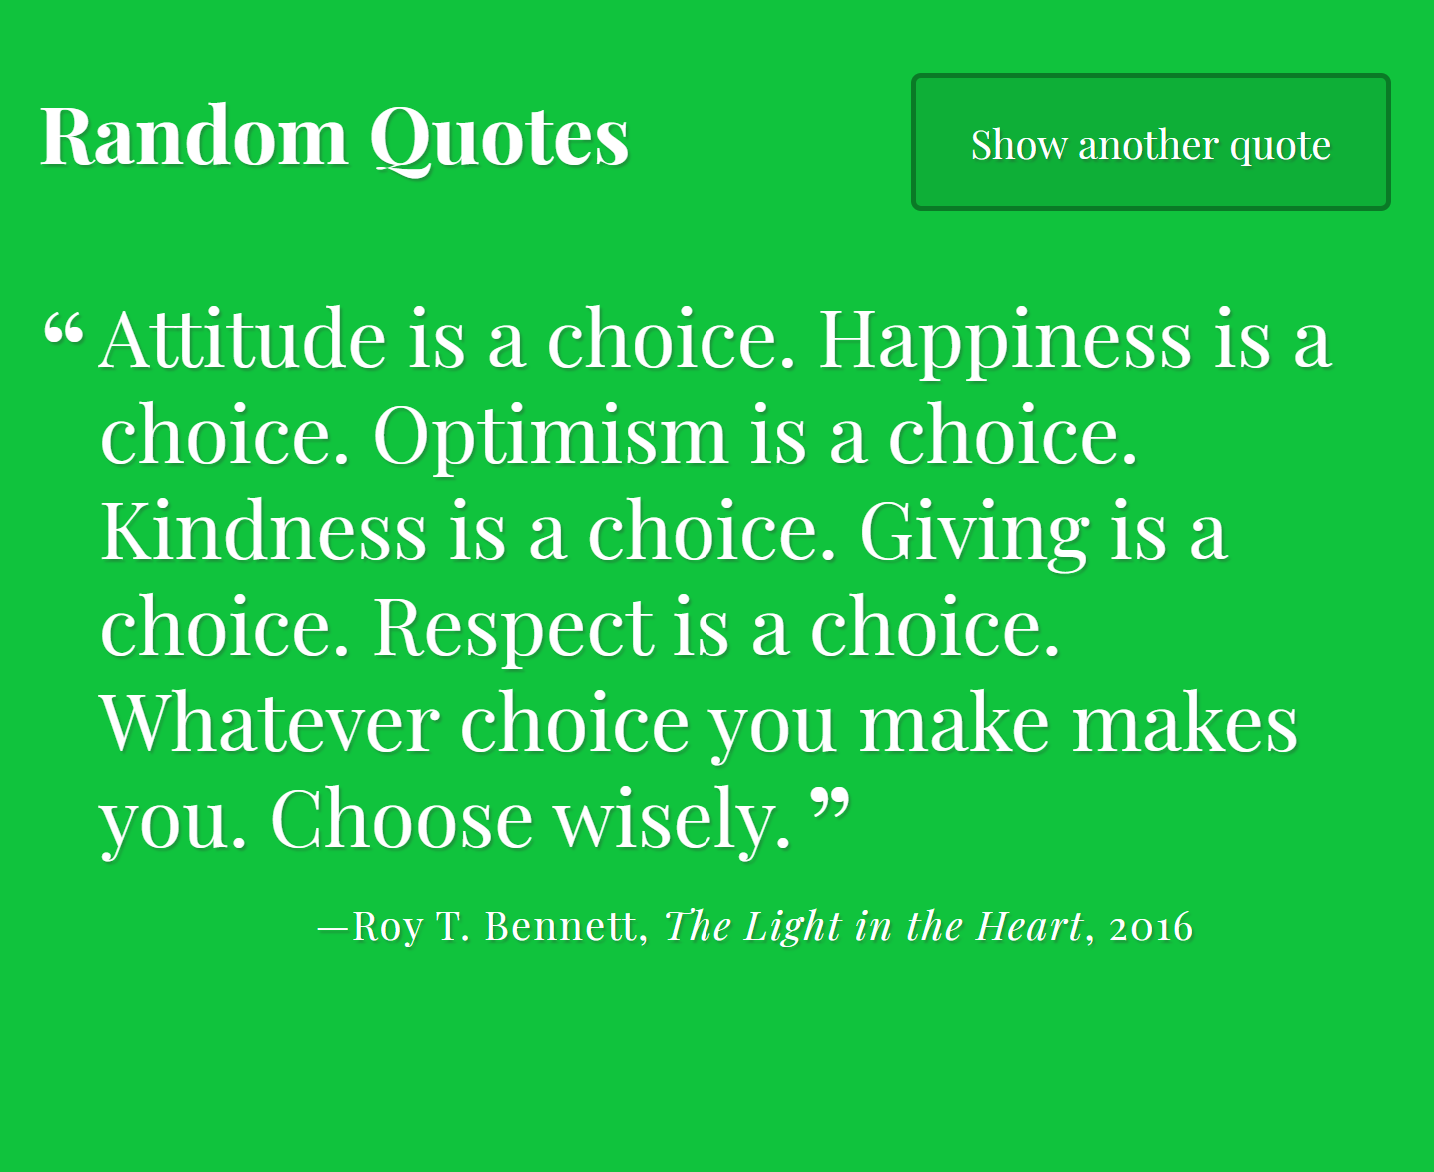 Random Quotes
Show another quote
“ Attitude is a choice. Happiness is a
choice. Optimism is a choice.
Kindness is a choice. Giving is a
choice. Respect is a choice.
Whatever choice you make makes
you. Choose wisely. ”
—Roy T. Bennett, The Light in the Heart, 2016